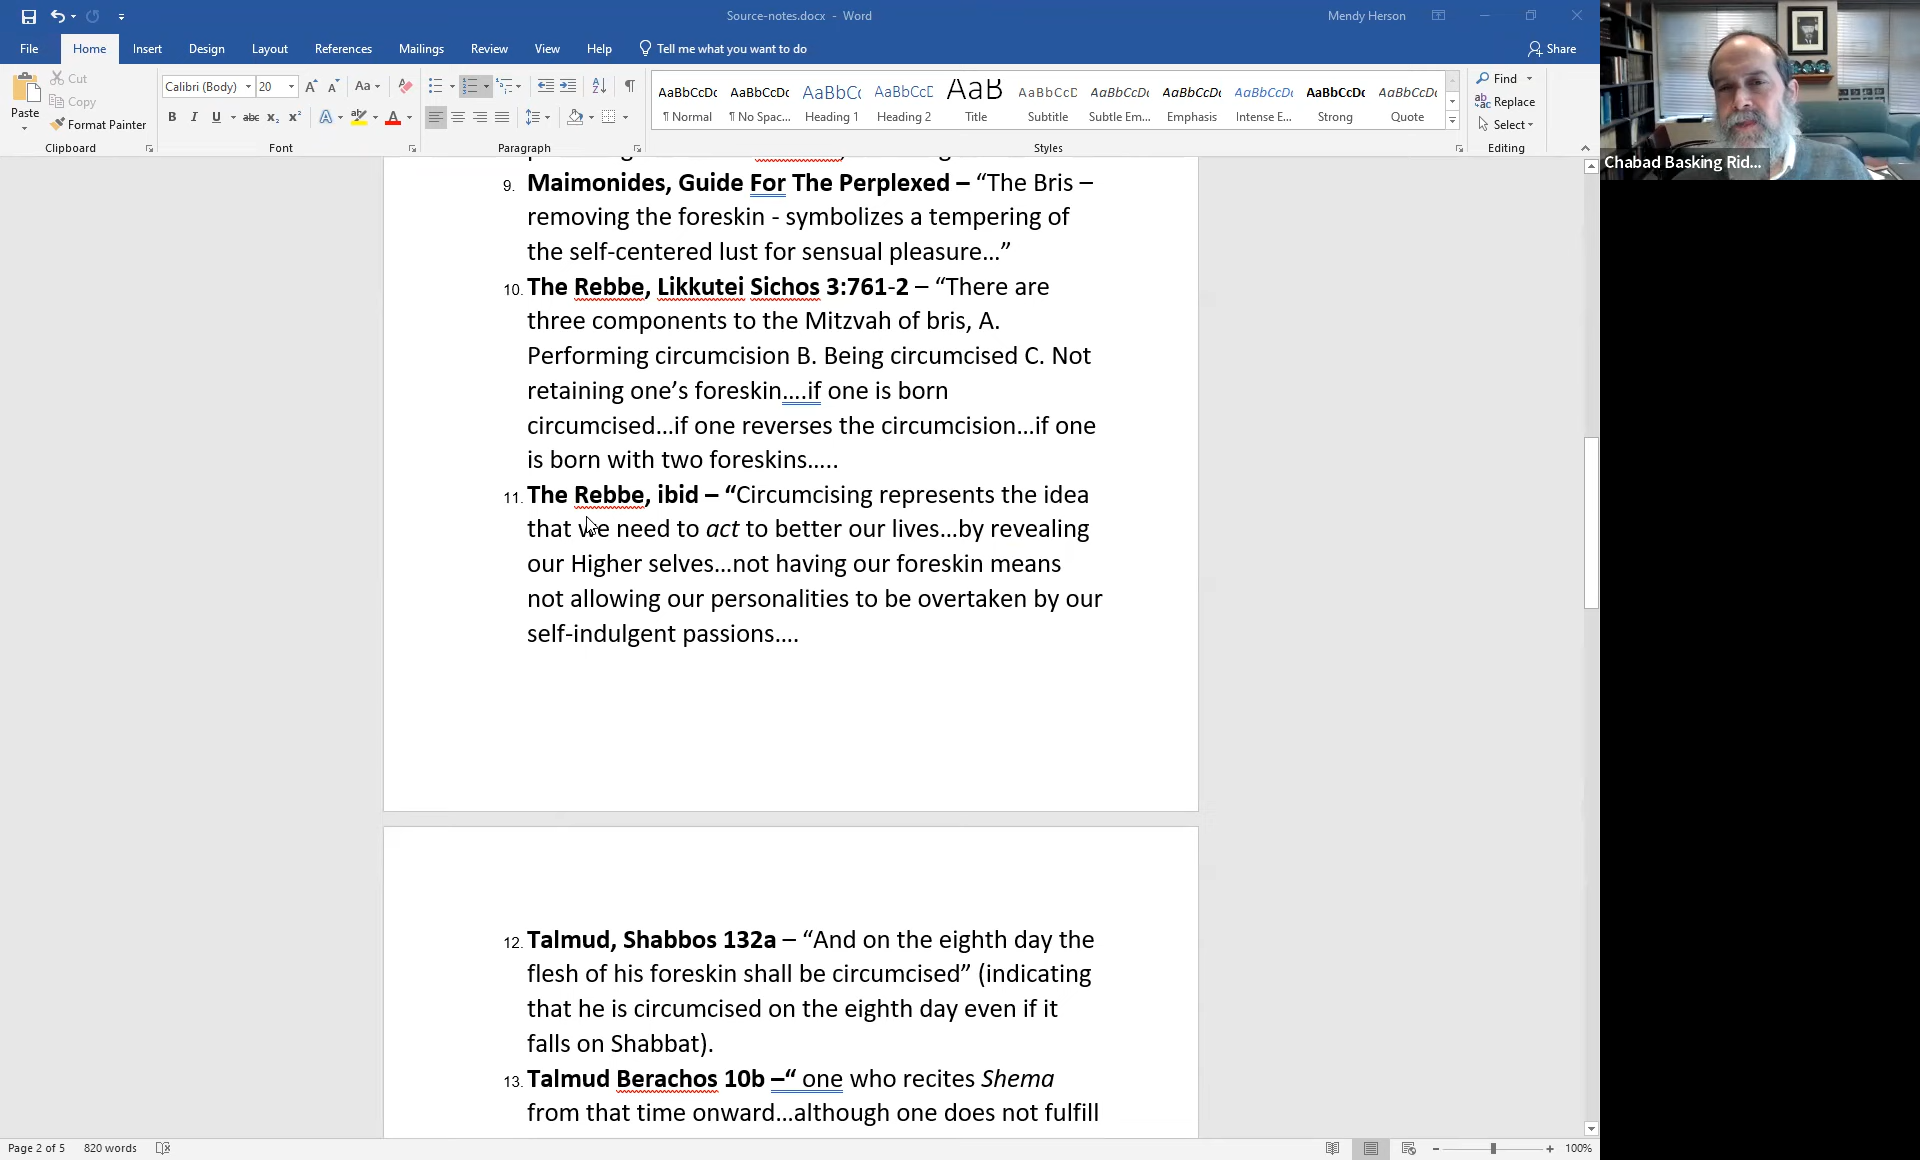 Source-notes.docx - Word
Mendy Herson
File Home Insert Design Layout References Mailings Review View Help Tell me what you want to do Share
Paste
Cut
Copy
Format Painter
Clipboard
Calibri (Body) 20
Font
Paragraph
AaBbCcDc AaBbCcDc AaBbCc AaBbCcE AaB AaBbCcD AaBbCcDc AaBbCcDc AaBbCcDc AaBbCcDc AaBbCcDc
¶ Normal ¶ No Spac... Heading 1 Heading 2 Title Subtitle Subtle Em... Emphasis Intense E... Strong Quote
Styles
Find
Replace
Select
Editing
Chabad Basking Rid...
9. Maimonides, Guide For The Perplexed – “The Bris –
removing the foreskin - symbolizes a tempering of
the self-centered lust for sensual pleasure…”
10. The Rebbe, Likkutei Sichos 3:761-2 – “There are
three components to the Mitzvah of bris, A.
Performing circumcision B. Being circumcised C. Not
retaining one’s foreskin….if one is born
circumcised…if one reverses the circumcision…if one
is born with two foreskins…..
11. The Rebbe, ibid – “Circumcising represents the idea
that we need to act to better our lives…by revealing
our Higher selves…not having our foreskin means
not allowing our personalities to be overtaken by our
self-indulgent passions….
12. Talmud, Shabbos 132a – “And on the eighth day the
flesh of his foreskin shall be circumcised” (indicating
that he is circumcised on the eighth day even if it
falls on Shabbat).
13. Talmud Berachos 10b –“ one who recites Shema
from that time onward…although one does not fulfill
Page 2 of 5 820 words
100%